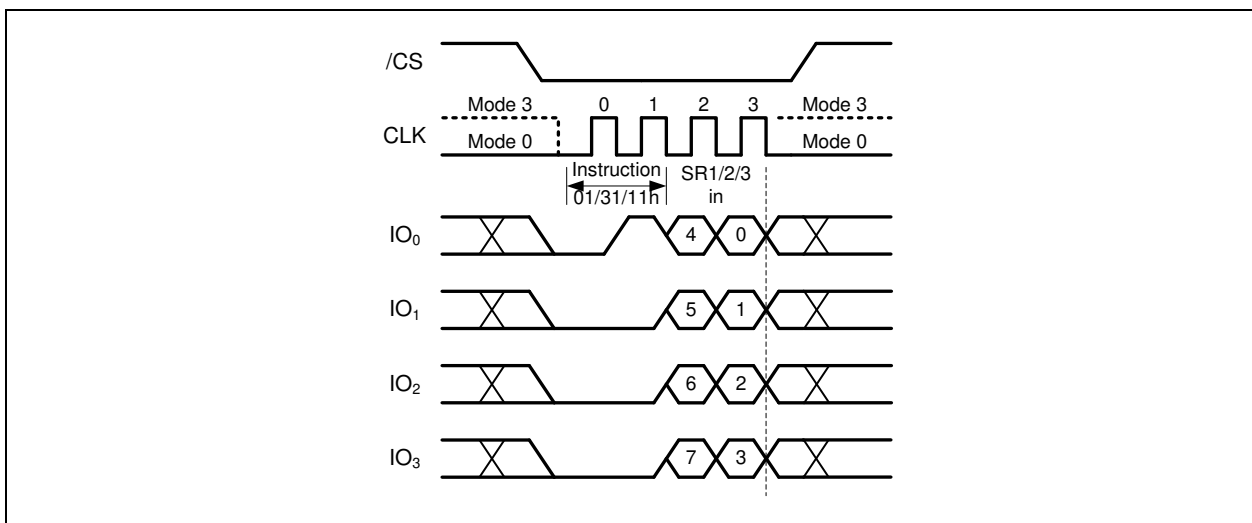 /CS
Mode 3 0 1 2 3 Mode 3
CLK
Mode 0 Mode 0
Instruction SR1/2/3
01/31/11h in
IO₀ 4 0
IO₁ 5 1
IO₂ 6 2
IO₃ 7 3